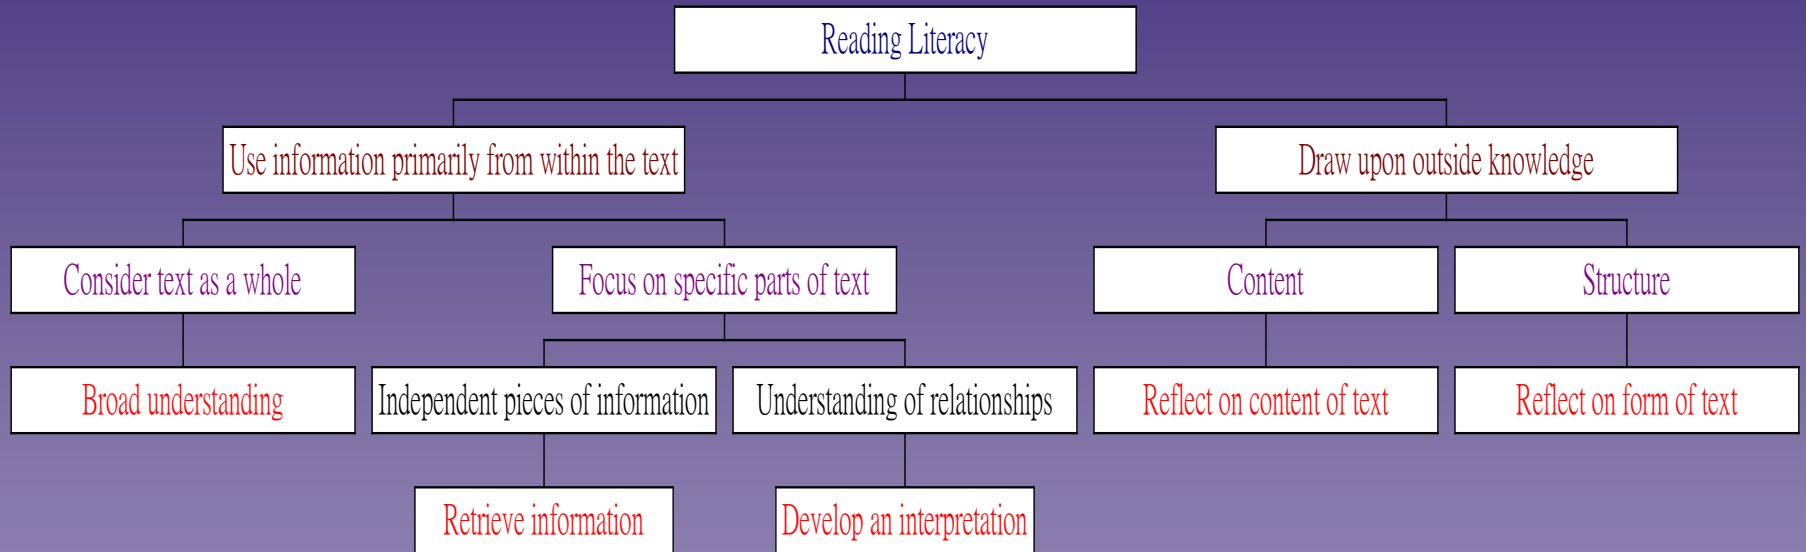 Reading Literacy
Use information primarily from within the text
Draw upon outside knowledge
Consider text as a whole
Focus on specific parts of text
Content
Structure
Broad understanding
Independent pieces of information
Understanding of relationships
Reflect on content of text
Reflect on form of text
Retrieve information
Develop an interpretation